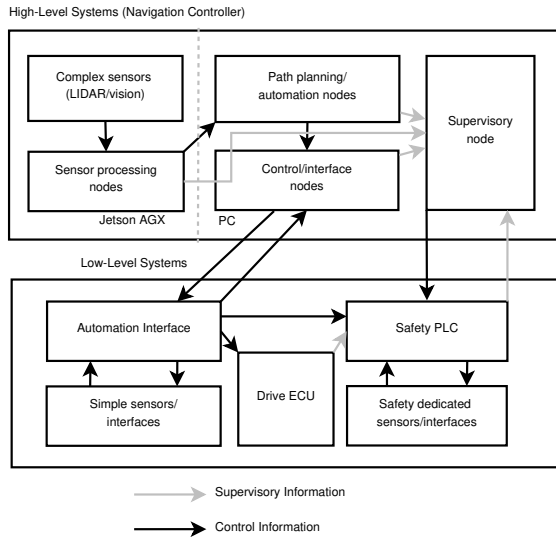 High-Level Systems (Navigation Controller)
Complex sensors
(LIDAR/vision)
Path planning/
automation nodes
Supervisory
node
Sensor processing
nodes
Control/interface
nodes
Jetson AGX
PC
Low-Level Systems
Automation Interface
Safety PLC
Drive ECU
Simple sensors/
interfaces
Safety dedicated
sensors/interfaces
Supervisory Information
Control Information